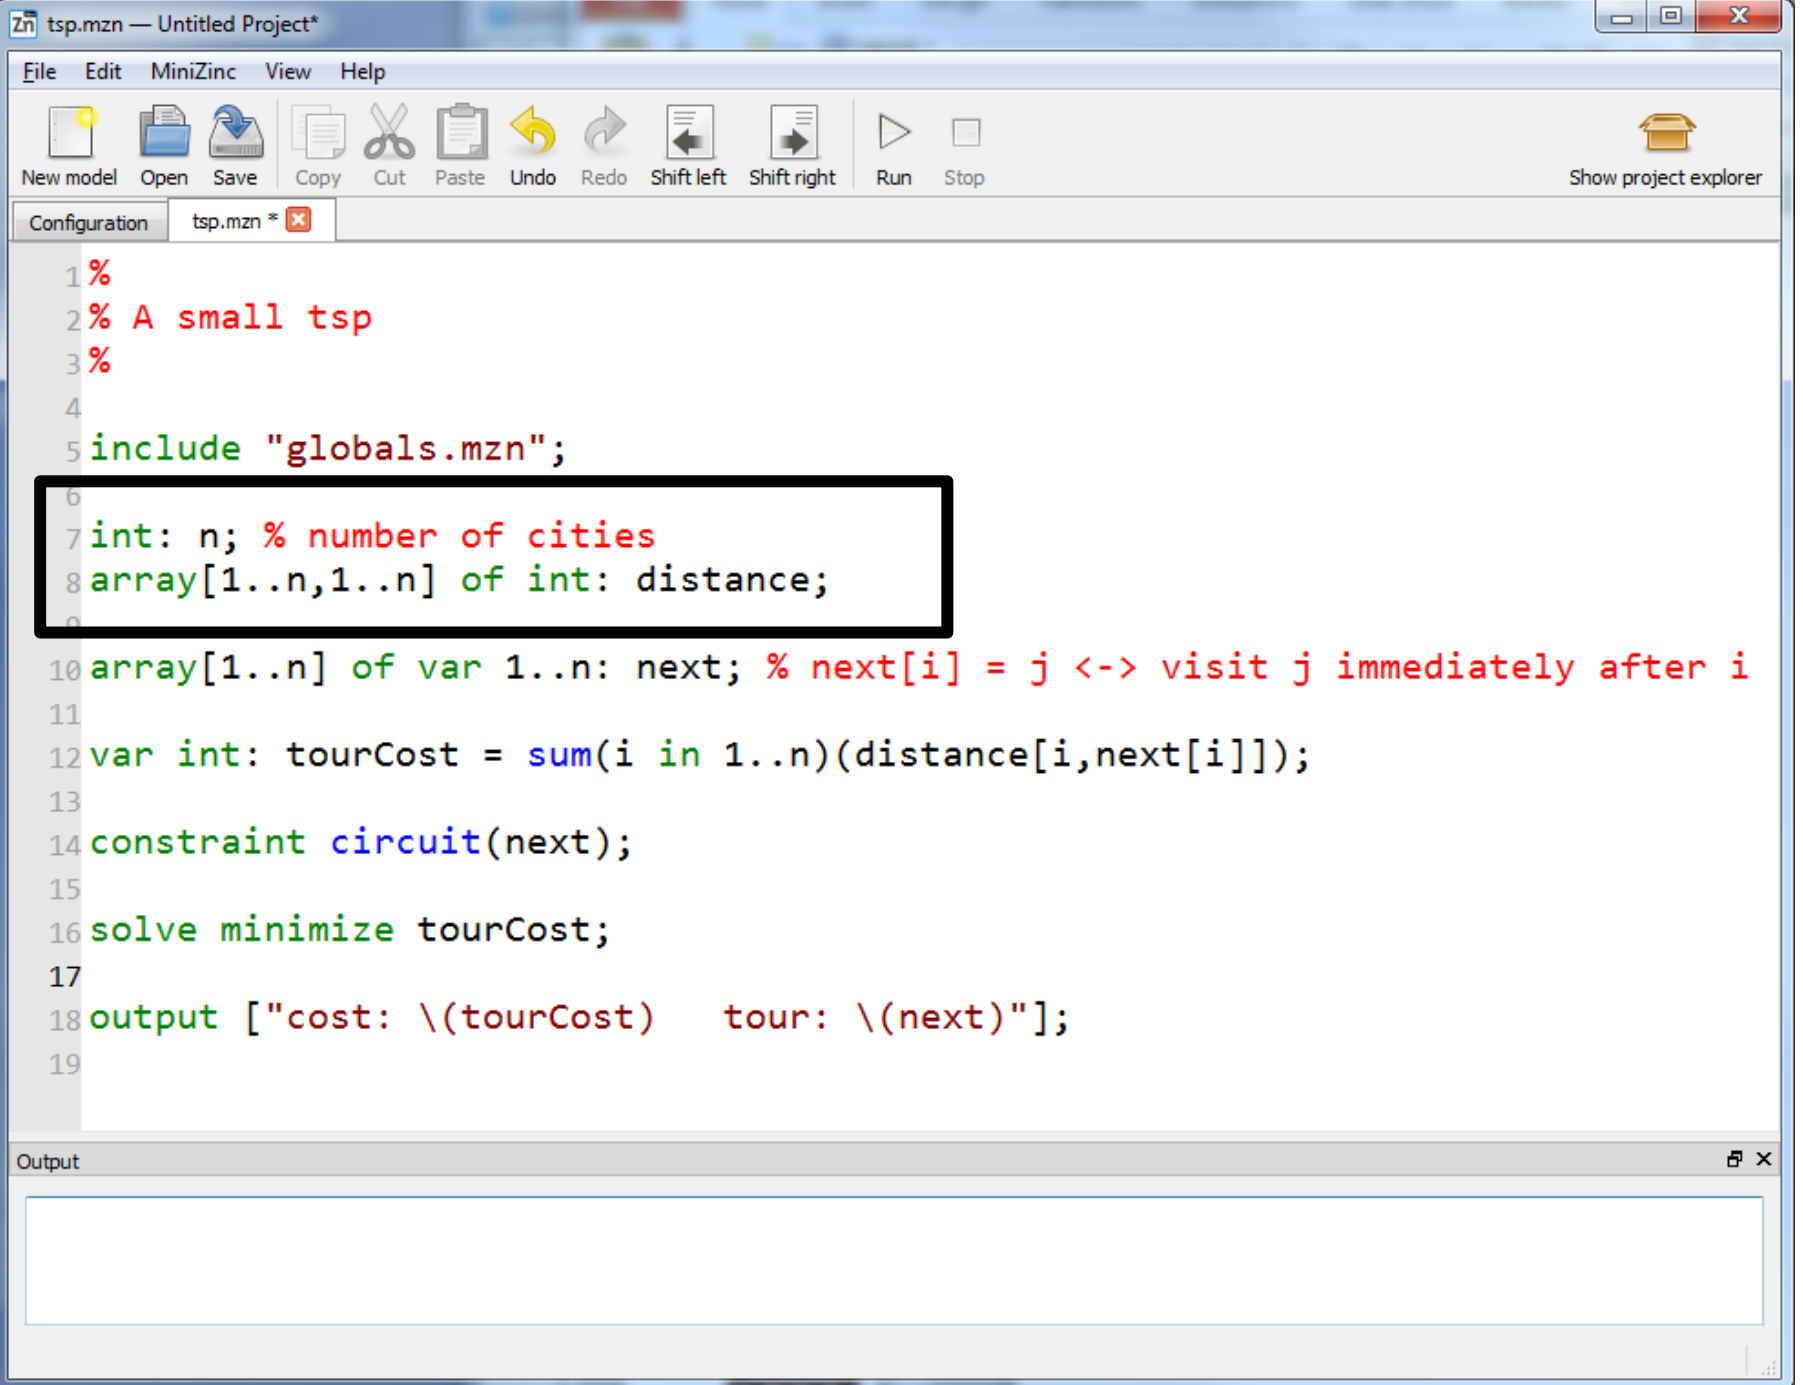 Zn tsp.mzn — Untitled Project*
File Edit MiniZinc View Help
New model Open Save Copy Cut Paste Undo Redo Shift left Shift right Run Stop Show project explorer
Configuration tsp.mzn *
1 %
2 % A small tsp
3 %
4
5 include "globals.mzn";
6
7 int: n; % number of cities
8 array[1..n,1..n] of int: distance;
9
10 array[1..n] of var 1..n: next; % next[i] = j <-> visit j immediately after i
11
12 var int: tourCost = sum(i in 1..n)(distance[i,next[i]]);
13
14 constraint circuit(next);
15
16 solve minimize tourCost;
17
18 output ["cost: \(tourCost)   tour: \(next)"];
19
Output